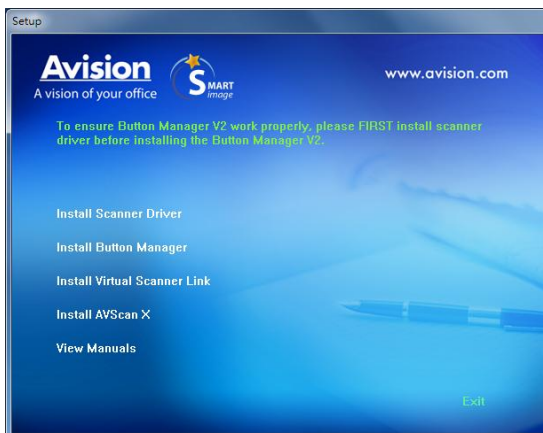 Setup
Avision
A vision of your office
SMART
image
www.avision.com
To ensure Button Manager V2 work properly, please FIRST install scanner
driver before installing the Button Manager V2.
Install Scanner Driver
Install Button Manager
Install Virtual Scanner Link
Install AVScan X
View Manuals
Exit